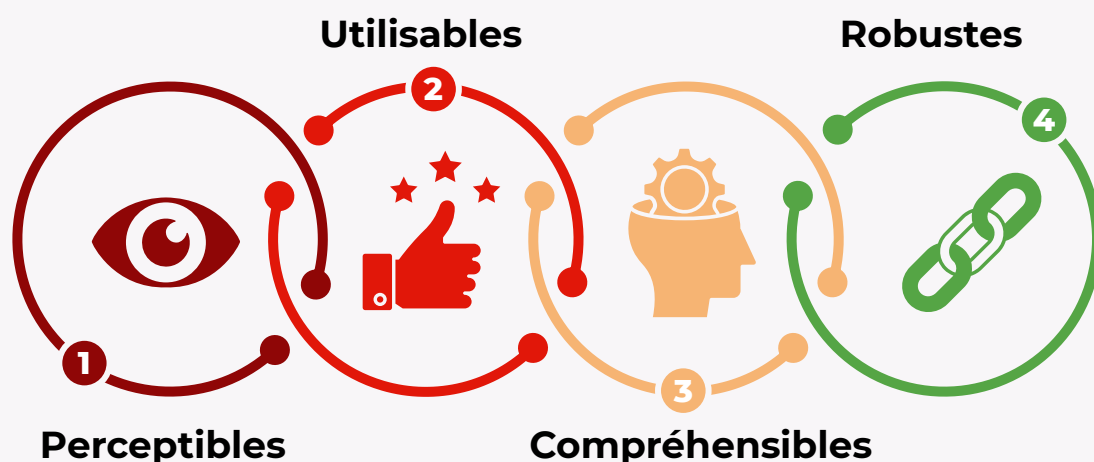 Utilisables
Robustes
2
4
1
3
Perceptibles
Compréhensibles